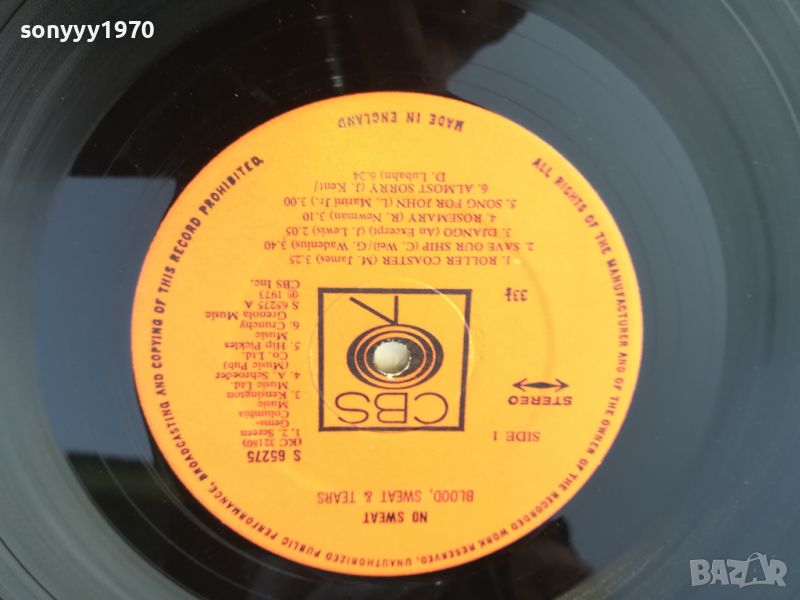 sonyyy1970
NO SWEAT
BLOOD, SWEAT & TEARS
S 65275
(KC 32180)
1, 2. Screen
Gems-
Columbia
Music
3. Kensington
Music Ltd.
4. A. Schroeder
(Music Pub)
Co. Ltd.
5. Hip Pickles
Music
6. Crunchy
Grenola Music
S 65275 A
℗ 1973
CBS Inc.
SIDE 1
STEREO
33⅓
CBS
1. ROLLER COASTER (M. James) 3.25
2. SAVE OUR SHIP (C. Weil/G. Wadenius) 3.40
3. DJANGO (An Excerpt) (J. Lewis) 2.05
4. ROSEMARY (R. Newman) 3.10
5. SONG FOR JOHN (L. Marini Jr.) 3.00
6. ALMOST SORRY (J. Kent/
D. Lubahn) 6.24
ALL RIGHTS OF THE MANUFACTURER AND OF THE OWNER OF THE RECORDED WORK RESERVED. UNAUTHORIZED PUBLIC PERFORMANCE, BROADCASTING AND COPYING OF THIS RECORD PROHIBITED.
MADE IN ENGLAND
BAZAR